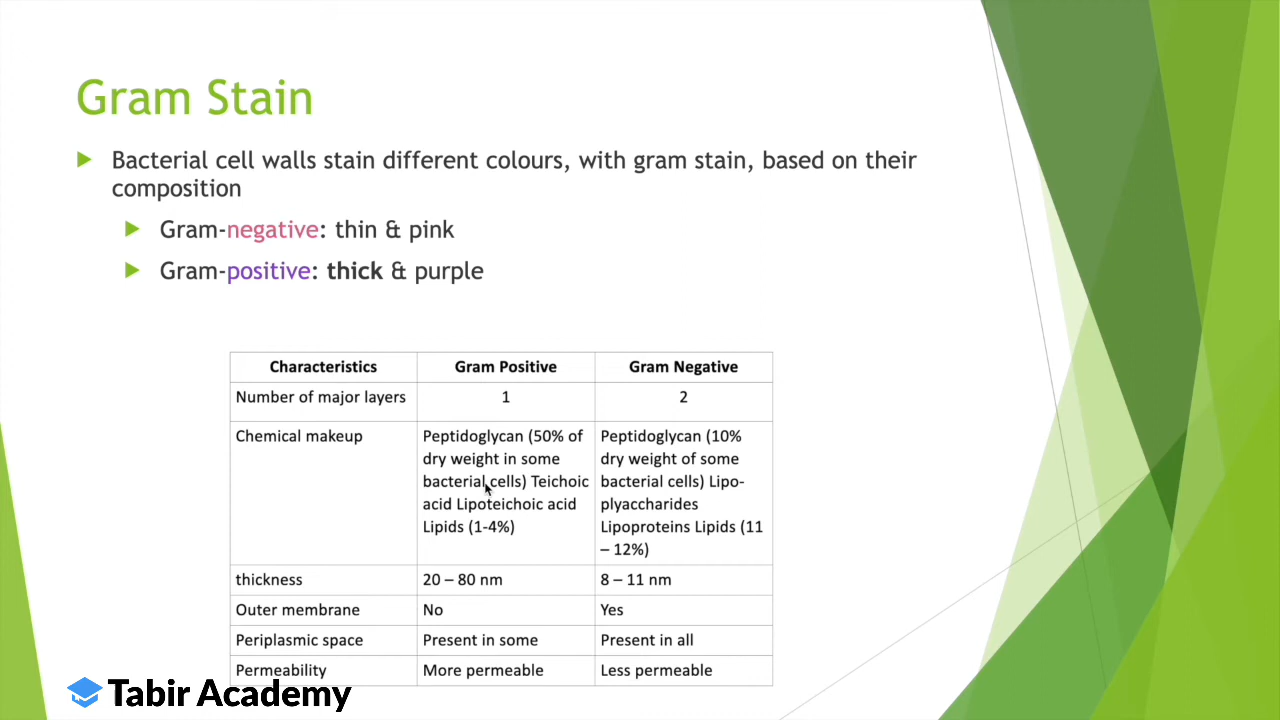 Gram Stain
Bacterial cell walls stain different colours, with gram stain, based on their
composition
Gram-negative: thin & pink
Gram-positive: thick & purple
Characteristics Gram Positive Gram Negative
Number of major layers 1 2
Chemical makeup Peptidoglycan (50% of Peptidoglycan (10%
dry weight in some dry weight of some
bacterial cells) Teichoic bacterial cells) Lipo-
acid Lipoteichoic acid plyaccharides
Lipids (1-4%) Lipoproteins Lipids (11
– 12%)
thickness 20 – 80 nm 8 – 11 nm
Outer membrane No Yes
Periplasmic space Present in some Present in all
Permeability More permeable Less permeable
Tabir Academy